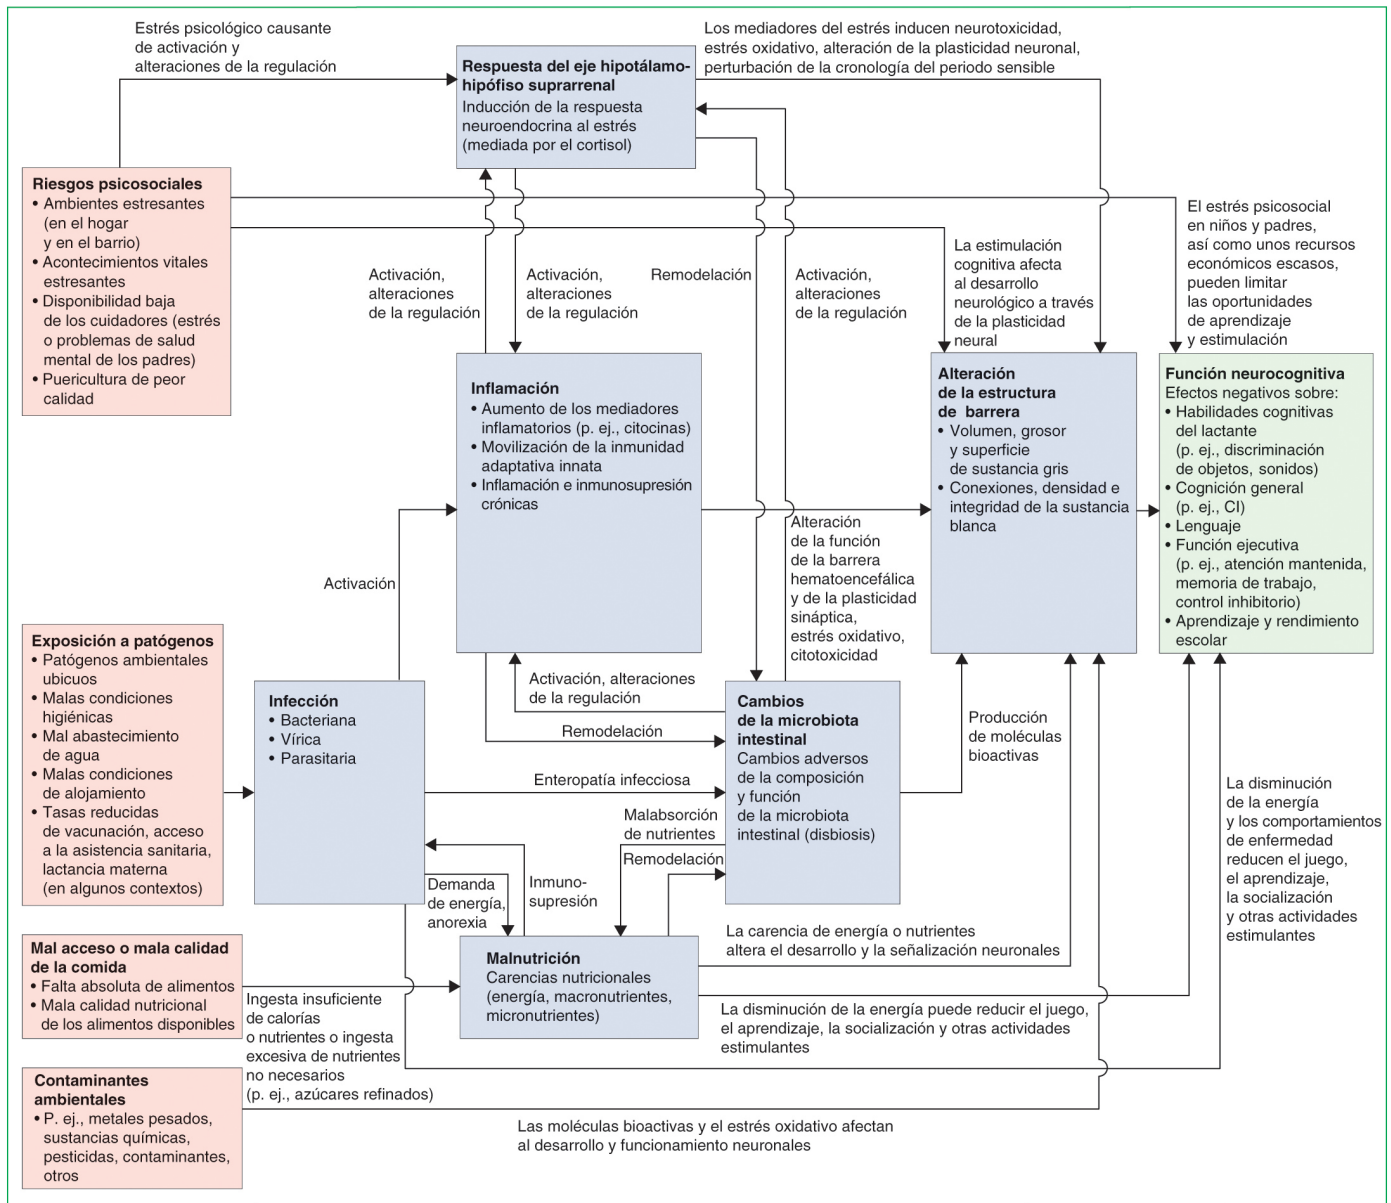 Estrés psicológico causante
de activación y
alteraciones de la regulación
Los mediadores del estrés inducen neurotoxicidad,
estrés oxidativo, alteración de la plasticidad neuronal,
perturbación de la cronología del periodo sensible
Respuesta del eje hipotálamo-
hipófiso suprarrenal
Inducción de la respuesta
neuroendocrina al estrés
(mediada por el cortisol)
Riesgos psicosociales
• Ambientes estresantes
(en el hogar
y en el barrio)
• Acontecimientos vitales
estresantes
• Disponibilidad baja
de los cuidadores (estrés
o problemas de salud
mental de los padres)
• Puericultura de peor
calidad
Activación,
alteraciones
de la regulación
Activación,
alteraciones
de la regulación
Remodelación
Activación,
alteraciones
de la regulación
La estimulación
cognitiva afecta
al desarrollo
neurológico a través
de la plasticidad
neural
El estrés psicosocial
en niños y padres,
así como unos recursos
económicos escasos,
pueden limitar
las oportunidades
de aprendizaje
y estimulación
Inflamación
• Aumento de los mediadores
inflamatorios (p. ej., citocinas)
• Movilización de la inmunidad
adaptativa innata
• Inflamación e inmunosupresión
crónicas
Alteración
de la estructura
de barrera
• Volumen, grosor
y superficie
de sustancia gris
• Conexiones, densidad e
integridad de la sustancia
blanca
Función neurocognitiva
Efectos negativos sobre:
• Habilidades cognitivas
del lactante
(p. ej., discriminación
de objetos, sonidos)
• Cognición general
(p. ej., CI)
• Lenguaje
• Función ejecutiva
(p. ej., atención mantenida,
memoria de trabajo,
control inhibitorio)
• Aprendizaje y rendimiento
escolar
Activación
Alteración
de la función
de la barrera
hematoencefálica
y de la plasticidad
sináptica,
estrés oxidativo,
citotoxicidad
Exposición a patógenos
• Patógenos ambientales
ubicuos
• Malas condiciones
higiénicas
• Mal abastecimiento
de agua
• Malas condiciones
de alojamiento
• Tasas reducidas
de vacunación, acceso
a la asistencia sanitaria,
lactancia materna
(en algunos contextos)
Infección
• Bacteriana
• Vírica
• Parasitaria
Activación, alteraciones
de la regulación
Remodelación
Enteropatía infecciosa
Cambios
de la microbiota
intestinal
Cambios adversos
de la composición
y función
de la microbiota
intestinal (disbiosis)
Producción
de moléculas
bioactivas
Malabsorción
de nutrientes
Remodelación
Demanda
de energía,
anorexia
Inmuno-
supresión
La disminución
de la energía
y los comportamientos
de enfermedad
reducen el juego,
el aprendizaje,
la socialización
y otras actividades
estimulantes
Mal acceso o mala calidad
de la comida
• Falta absoluta de alimentos
• Mala calidad nutricional
de los alimentos disponibles
Malnutrición
Carencias nutricionales
(energía, macronutrientes,
micronutrientes)
La carencia de energía o nutrientes
altera el desarrollo y la señalización neuronales
La disminución de la energía puede reducir el juego,
el aprendizaje, la socialización y otras actividades
estimulantes
Ingesta insuficiente
de calorías
o nutrientes o ingesta
excesiva de nutrientes
no necesarios
(p. ej., azúcares refinados)
Contaminantes
ambientales
• P. ej., metales pesados,
sustancias químicas,
pesticidas, contaminantes,
otros
Las moléculas bioactivas y el estrés oxidativo afectan
al desarrollo y funcionamiento neuronales